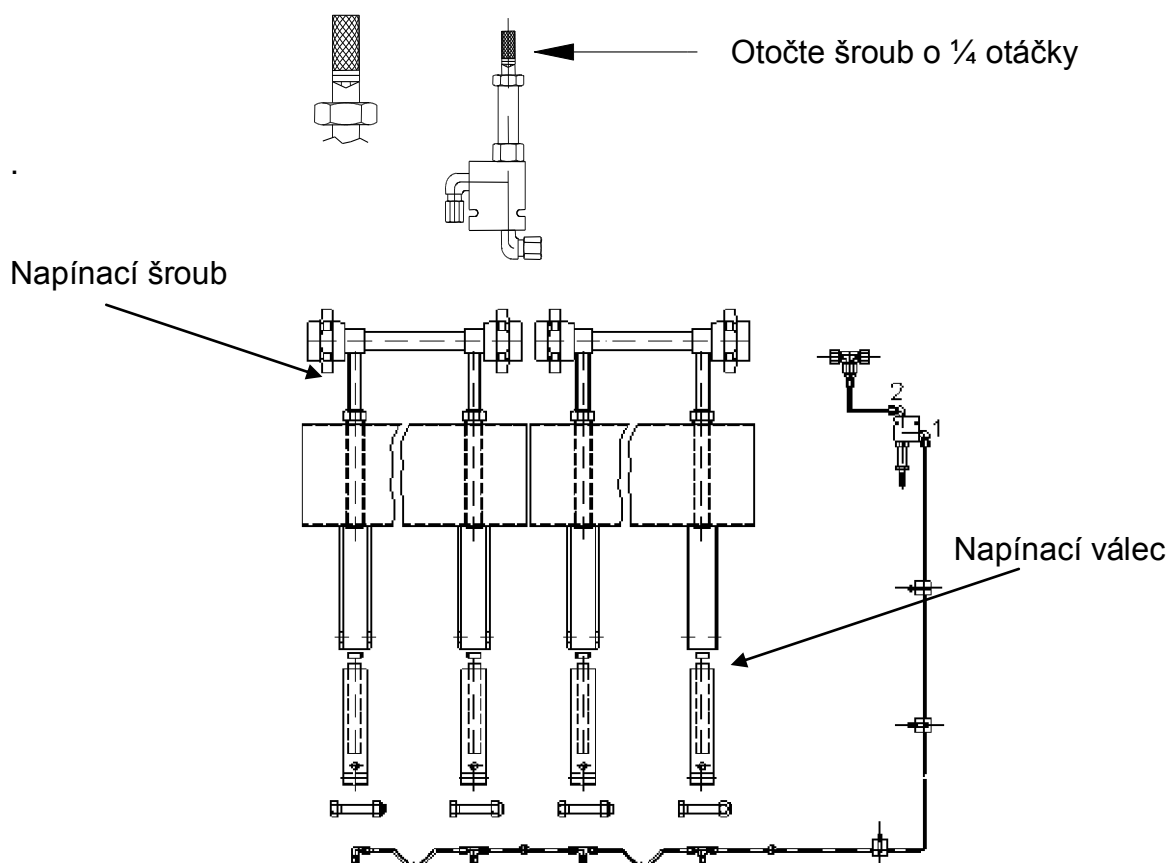 Otočte šroub o ¼ otáčky
.
Napínací šroub
2
1
Napínací válec